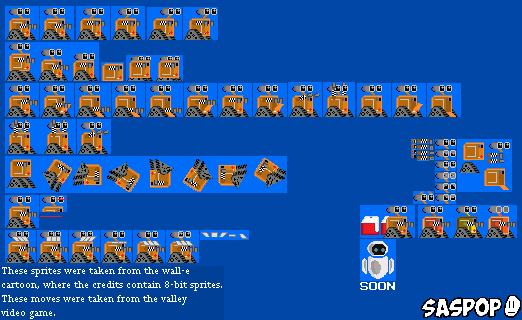 SOON
These sprites were taken from the wall-e
cartoon, where the credits contain 8-bit sprites.
These moves were taken from the valley
video game.
SASPOP